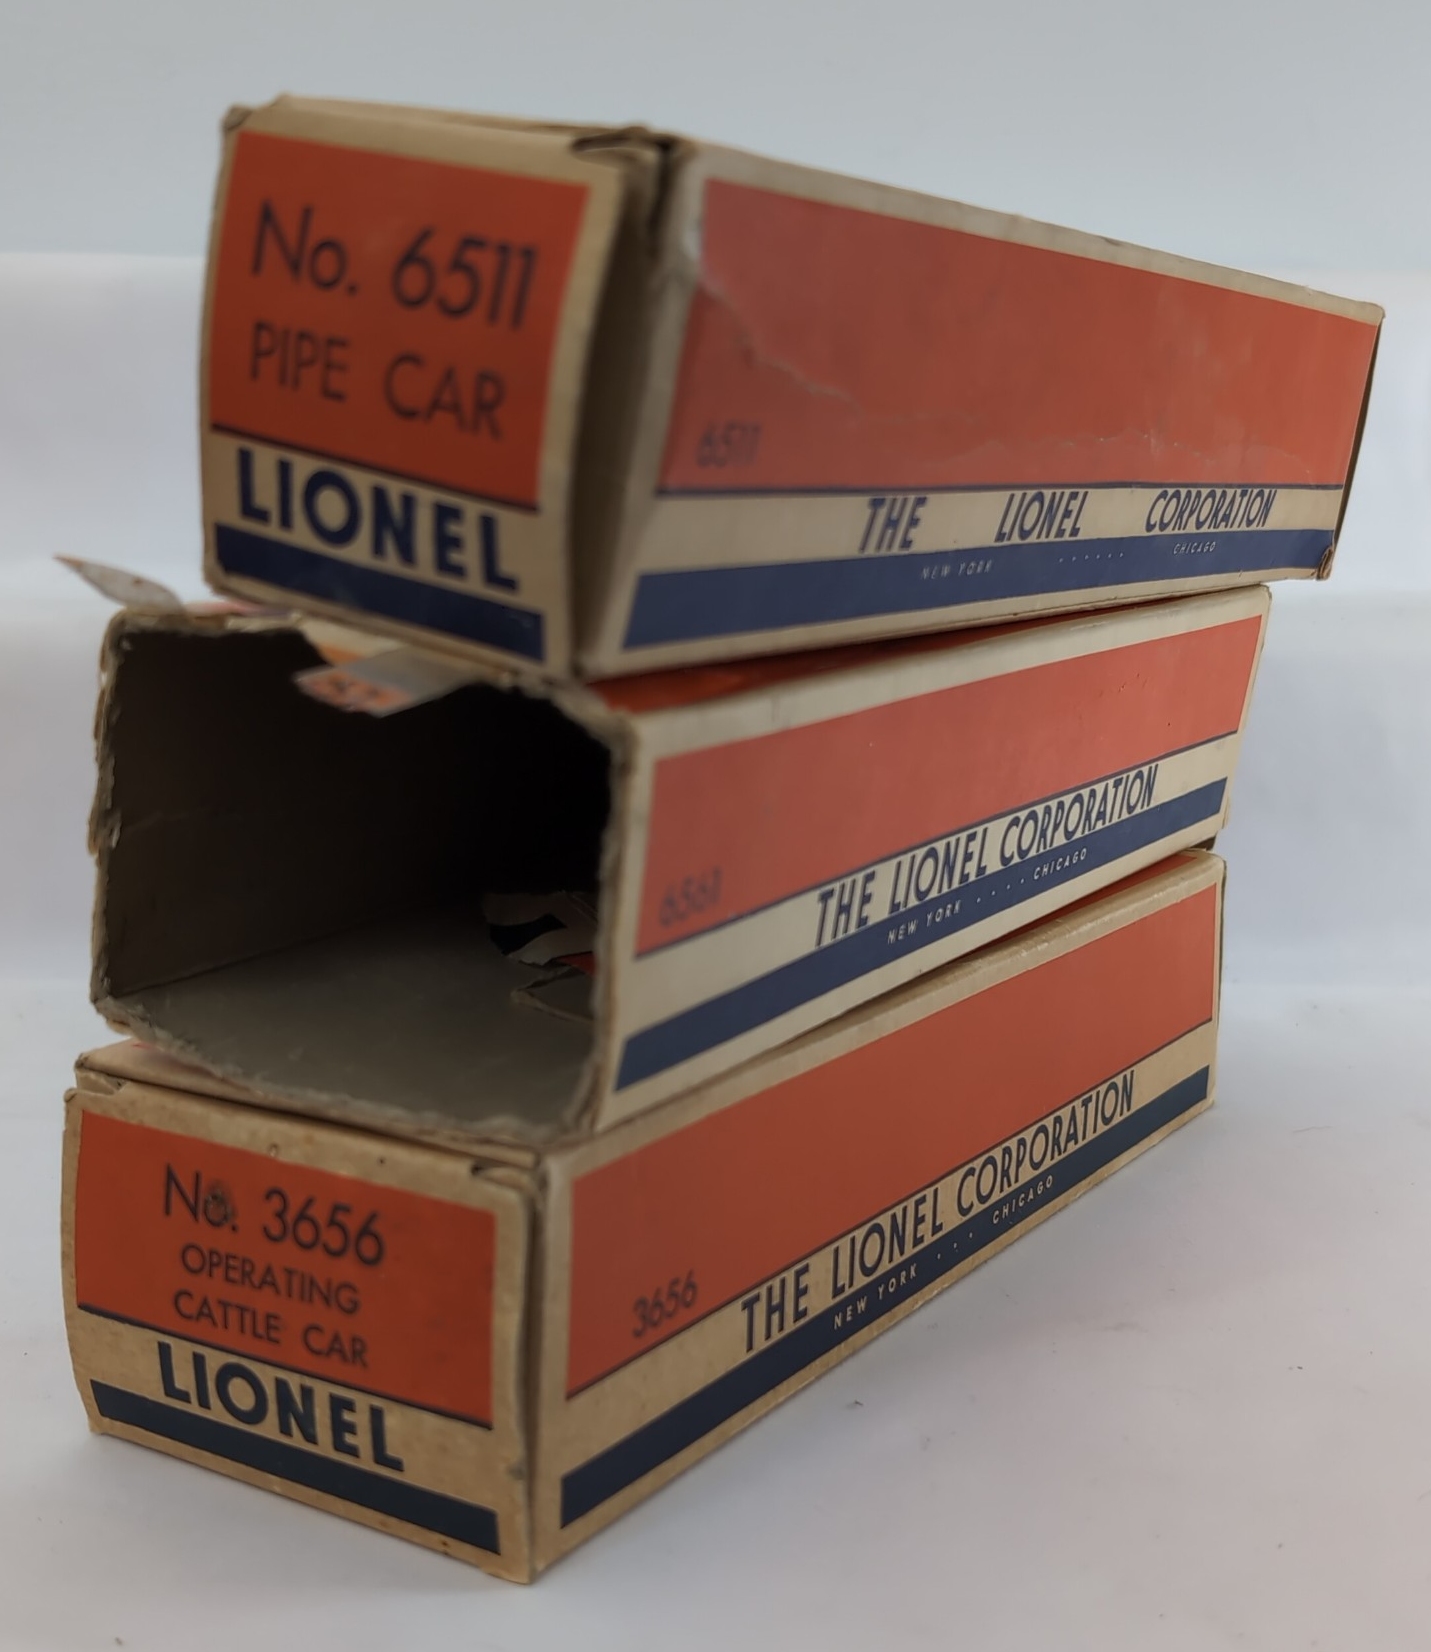 No. 6511
PIPE CAR
LIONEL
6511
THE LIONEL CORPORATION
NEW YORK ...... CHICAGO
6561
THE LIONEL CORPORATION
NEW YORK .... CHICAGO
No. 3656
OPERATING
CATTLE CAR
LIONEL
3656
THE LIONEL CORPORATION
NEW YORK ... CHICAGO